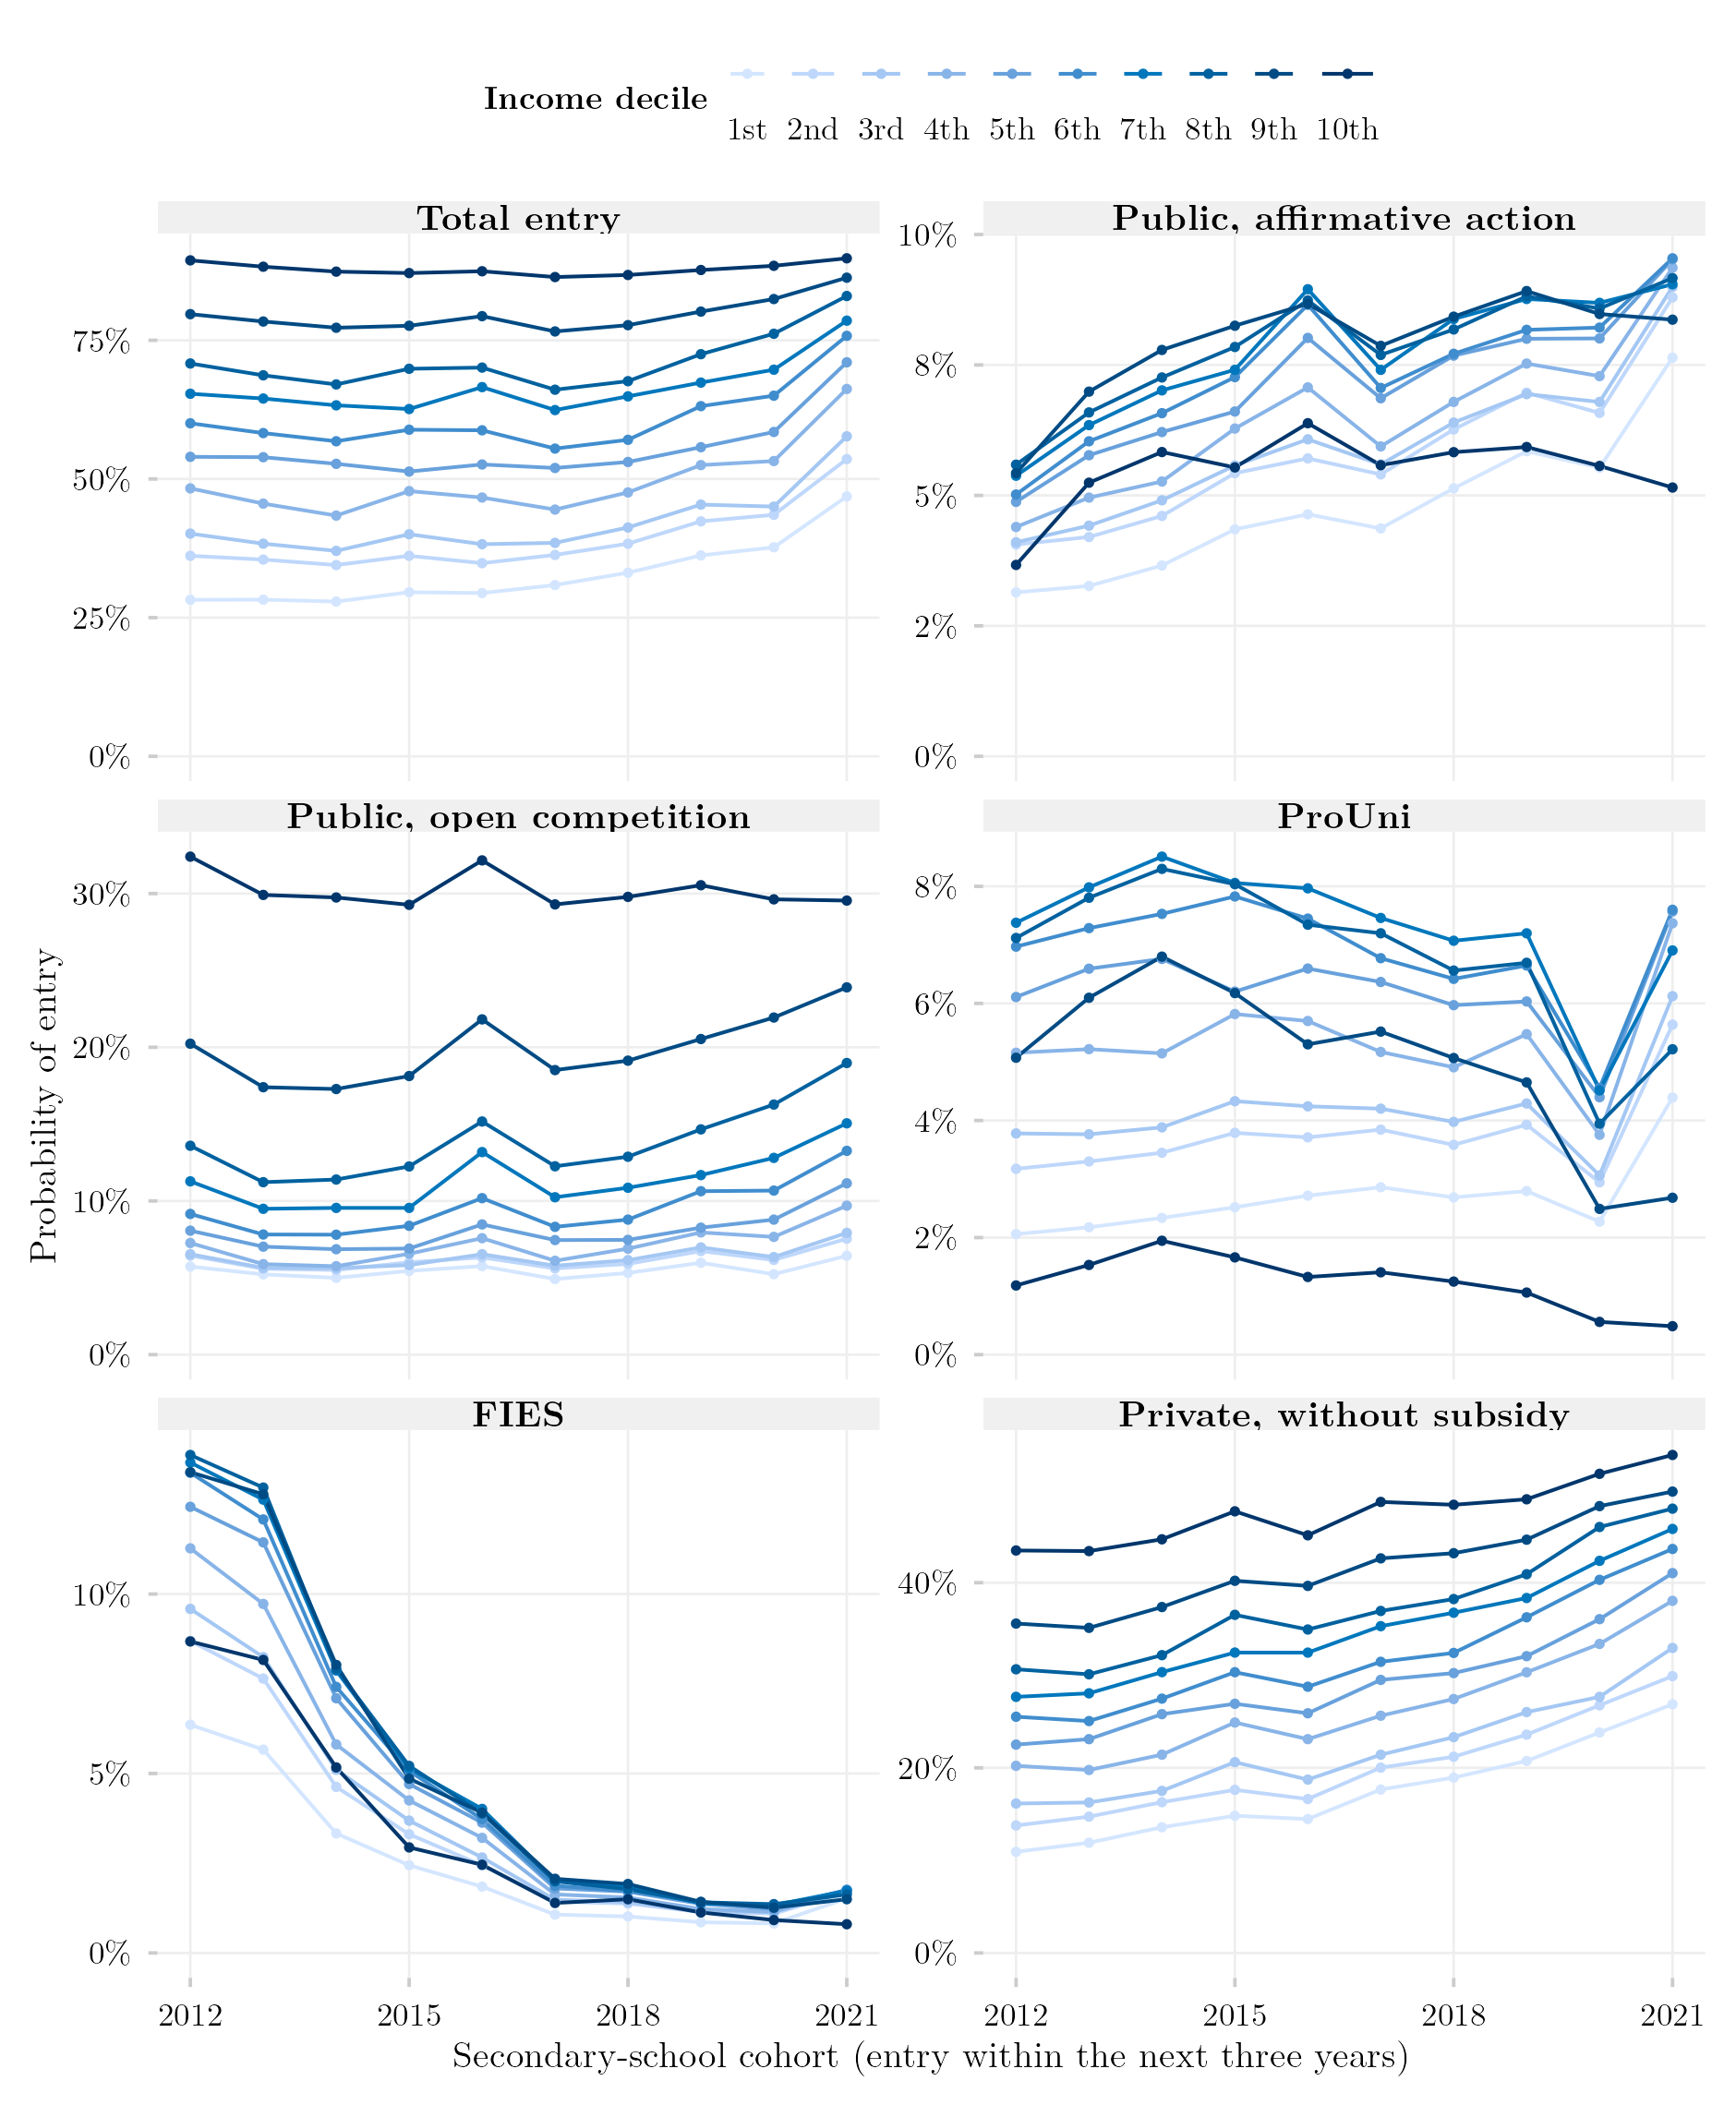 Income decile
1st 2nd 3rd 4th 5th 6th 7th 8th 9th 10th
Total entry
Public, affirmative action
75%
50%
25%
0%
10%
8%
5%
2%
0%
Public, open competition
ProUni
30%
20%
10%
0%
8%
6%
4%
2%
0%
Probability of entry
FIES
Private, without subsidy
10%
5%
0%
40%
20%
0%
2012 2015 2018 2021
2012 2015 2018 2021
Secondary-school cohort (entry within the next three years)